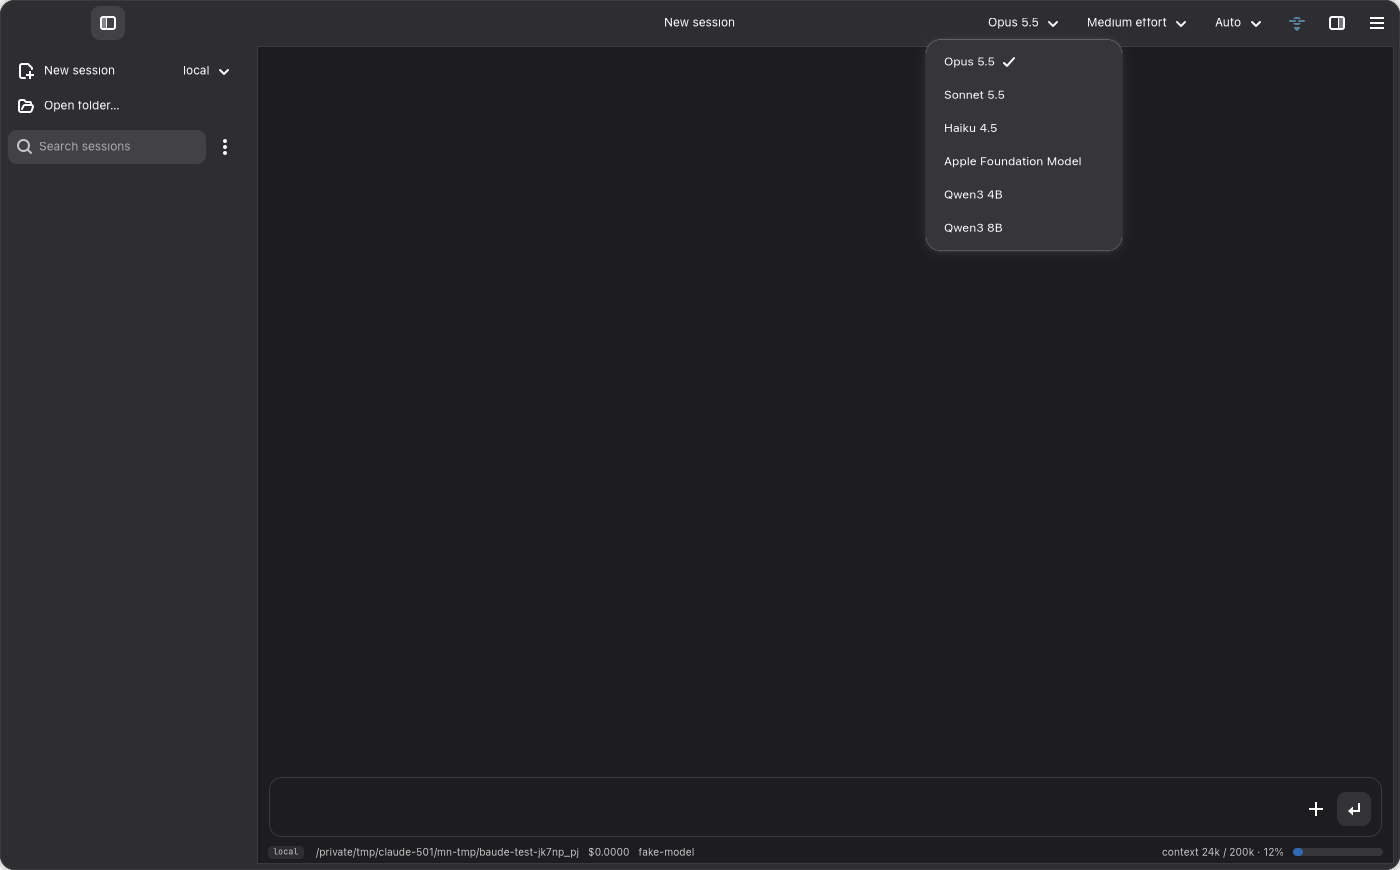 New session
Opus 5.5
Medium effort
Auto
New session
local
Open folder...
Search sessions
Opus 5.5
Sonnet 5.5
Haiku 4.5
Apple Foundation Model
Qwen3 4B
Qwen3 8B
local /private/tmp/claude-501/mn-tmp/baude-test-jk7np_pj $0.0000 fake-model
context 24k / 200k · 12%